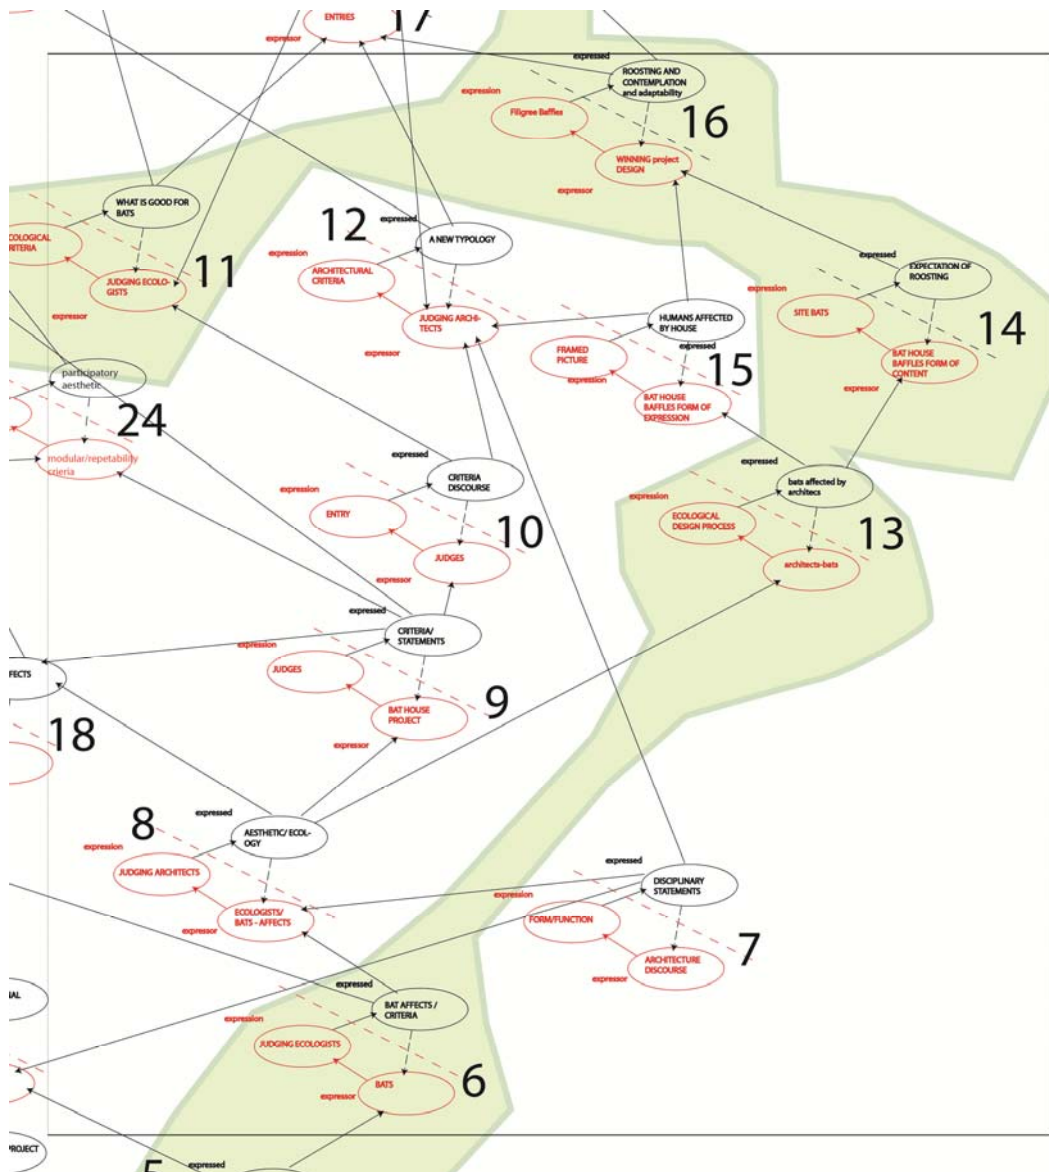 ENTRIES
17
expressor
expressed
ROOSTING AND
CONTEMPLATION
and adaptability
expression
Filigree Baffles
16
WINNING project
DESIGN
expressor
WHAT IS GOOD FOR
BATS
COLOGICAL
RITERIA
11
JUDGING ECOLO-
GISTS
expressor
12
expressed
A NEW TYPOLOGY
expression
ARCHITECTURAL
CRITERIA
JUDGING ARCHI-
TECTS
expressor
expressed
EXPECTATION OF
ROOSTING
expression
SITE BATS
14
BAT HOUSE
BAFFLES FORM OF
CONTENT
expressor
HUMANS AFFECTED
BY HOUSE
expressed
FRAMED
PICTURE
expression
15
BAT HOUSE
BAFFLES FORM OF
EXPRESSION
participatory
aesthetic
24
modular/repetability
crieria
expressed
CRITERIA
DISCOURSE
expression
ENTRY
10
JUDGES
expressor
expressed
bats affected by
architecs
expression
ECOLOGICAL
DESIGN PROCESS
13
architects-bats
expressed
CRITERIA/
STATEMENTS
expression
JUDGES
9
BAT HOUSE
PROJECT
expressor
FECTS
18
8
expressed
AESTHETIC/ ECOL-
OGY
expression
JUDGING ARCHITECTS
ECOLOGISTS/
BATS - AFFECTS
expressor
expressed
DISCIPLINARY
STATEMENTS
expression
FORM/FUNCTION
7
ARCHITECTURE
DISCOURSE
expressor
expressed
BAT AFFECTS /
CRITERIA
expression
JUDGING ECOLOGISTS
6
BATS
expressor
NAL
PROJECT
5
expressed